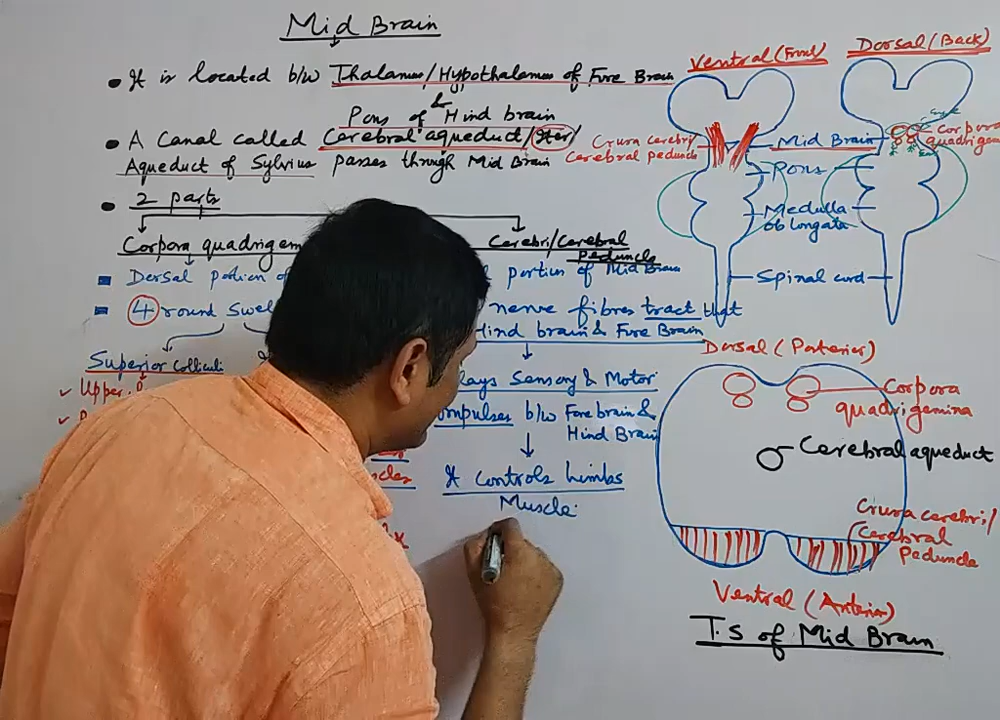 Mid Brain
It is located b/w Thalamus/Hypothalamus of Fore Brain
&
Pons of Hind brain
A Canal called Cerebral aqueduct/Iter/
Aqueduct of Sylvius passes through Mid Brain
2 parts
Corpora quadrigem
Dorsal portion of
4 round swel
Superior Colliculi
Upper
Cerebri/Cerebral
Peduncle
portion of Mid Brain
nerve fibres tract that
Hind brain & Fore Brain
lays Sensory & Motor
mpulses b/w Forebrain &
Hind Brain
It Controls Limbs
Muscle.
Ventral (Front)
Dorsal (Back)
Crura cerebri/
Cerebral peduncle
Mid Brain
Corpora
quadrigemina
Pons
Medulla
oblongata
Spinal cord
Dorsal (Posterior)
Corpora
quadrigemina
Cerebral aqueduct
Crura cerebri/
Cerebral
Peduncle
Ventral (Anterior)
T.S of Mid Brain